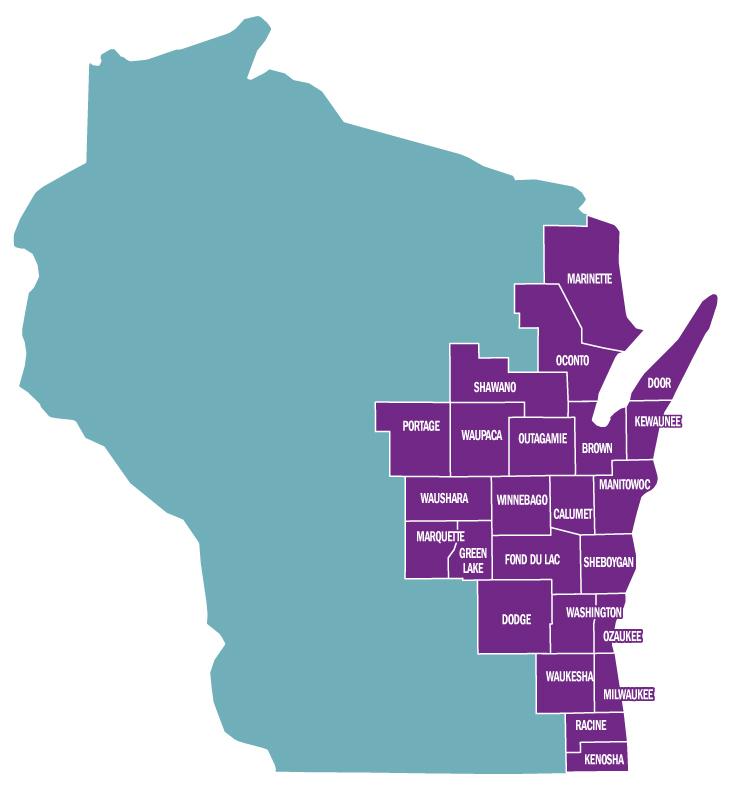 MARINETTE
OCONTO
DOOR
SHAWANO
KEWAUNEE
PORTAGE
WAUPACA
OUTAGAMIE
BROWN
MANITOWOC
WAUSHARA
WINNEBAGO
CALUMET
MARQUETTE
GREEN
LAKE
FOND DU LAC
SHEBOYGAN
DODGE
WASHINGTON
OZAUKEE
WAUKESHA
MILWAUKEE
RACINE
KENOSHA